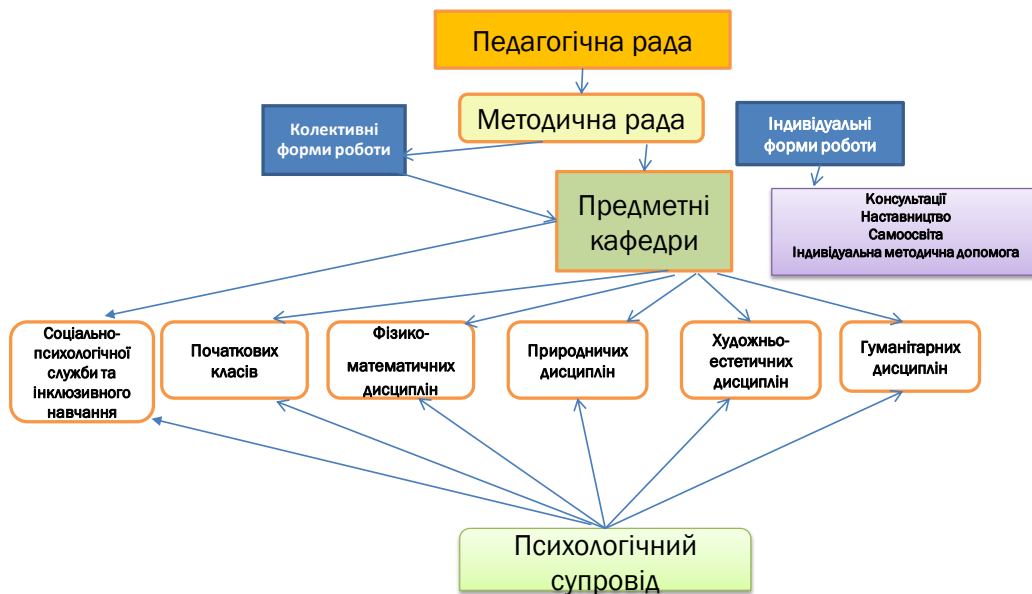 Педагогічна рада
Методична рада
Колективні
форми роботи
Індивідуальні
форми роботи
Предметні
кафедри
Консультації
Наставництво
Самоосвіта
Індивідуальна методична допомога
Соціально-
психологічної
служби та
інклюзивного
навчання
Початкових
класів
Фізико-
математичних
дисциплін
Природничих
дисциплін
Художньо-
естетичних
дисциплін
Гуманітарних
дисциплін
Психологічний
супровід